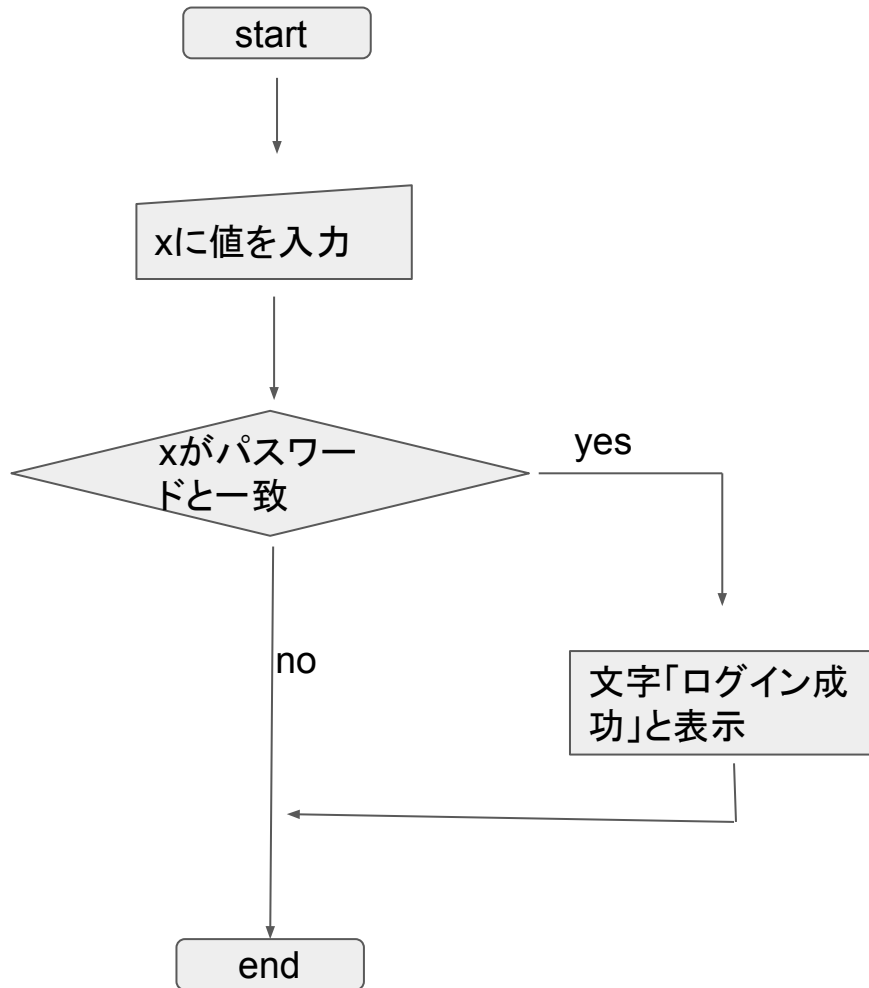 start
xに値を入力
xがパスワー
ドと一致
yes
no
文字「ログイン成
功」と表示
end